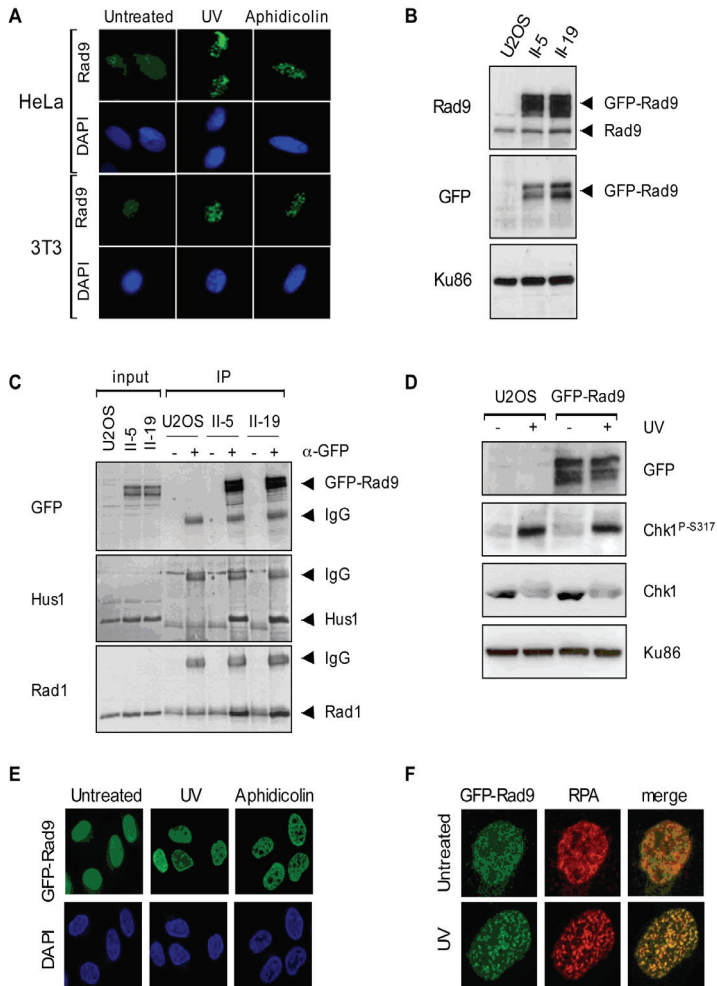 A
Untreated UV Aphidicolin
HeLa
Rad9
DAPI
3T3
Rad9
DAPI
B
U2OS II-5 II-19
Rad9
GFP-Rad9
Rad9
GFP
GFP-Rad9
Ku86
C
input IP
U2OS II-5 II-19 U2OS II-5 II-19
- + - + - + α-GFP
GFP
GFP-Rad9
IgG
Hus1
IgG
Hus1
Rad1
IgG
Rad1
D
U2OS GFP-Rad9
- + - + UV
GFP
Chk1P-S317
Chk1
Ku86
E
Untreated UV Aphidicolin
GFP-Rad9
DAPI
F
GFP-Rad9 RPA merge
Untreated
UV